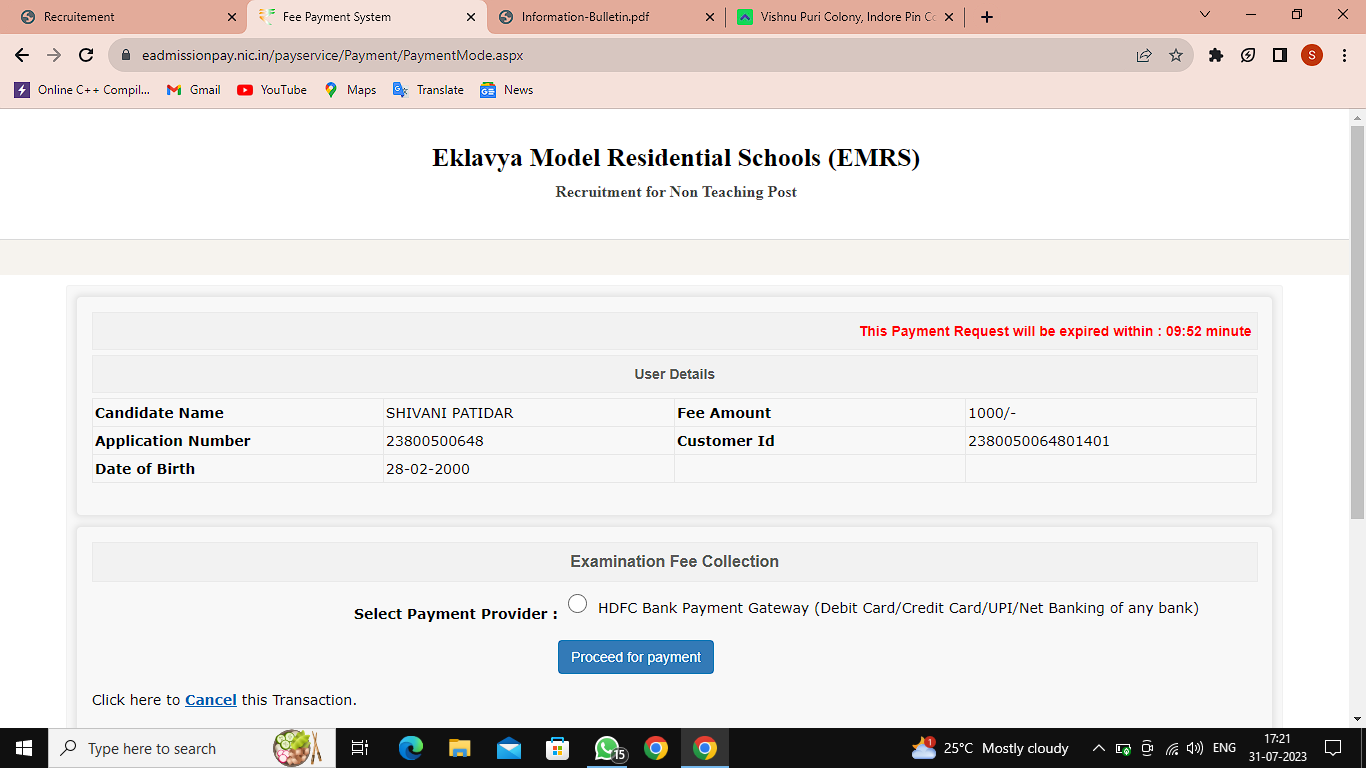 Recruitement
Fee Payment System
Information-Bulletin.pdf
Vishnu Puri Colony, Indore Pin Co
eadmissionpay.nic.in/payservice/Payment/PaymentMode.aspx
S
Online C++ Compil...
Gmail
YouTube
Maps
Translate
News
Eklavya Model Residential Schools (EMRS)
Recruitment for Non Teaching Post
This Payment Request will be expired within : 09:52 minute
User Details
Candidate Name SHIVANI PATIDAR Fee Amount 1000/-
Application Number 23800500648 Customer Id 2380050064801401
Date of Birth 28-02-2000
Examination Fee Collection
Select Payment Provider : HDFC Bank Payment Gateway (Debit Card/Credit Card/UPI/Net Banking of any bank)
Proceed for payment
Click here to Cancel this Transaction.
Type here to search
15
1
25°C Mostly cloudy
ENG
17:21
31-07-2023